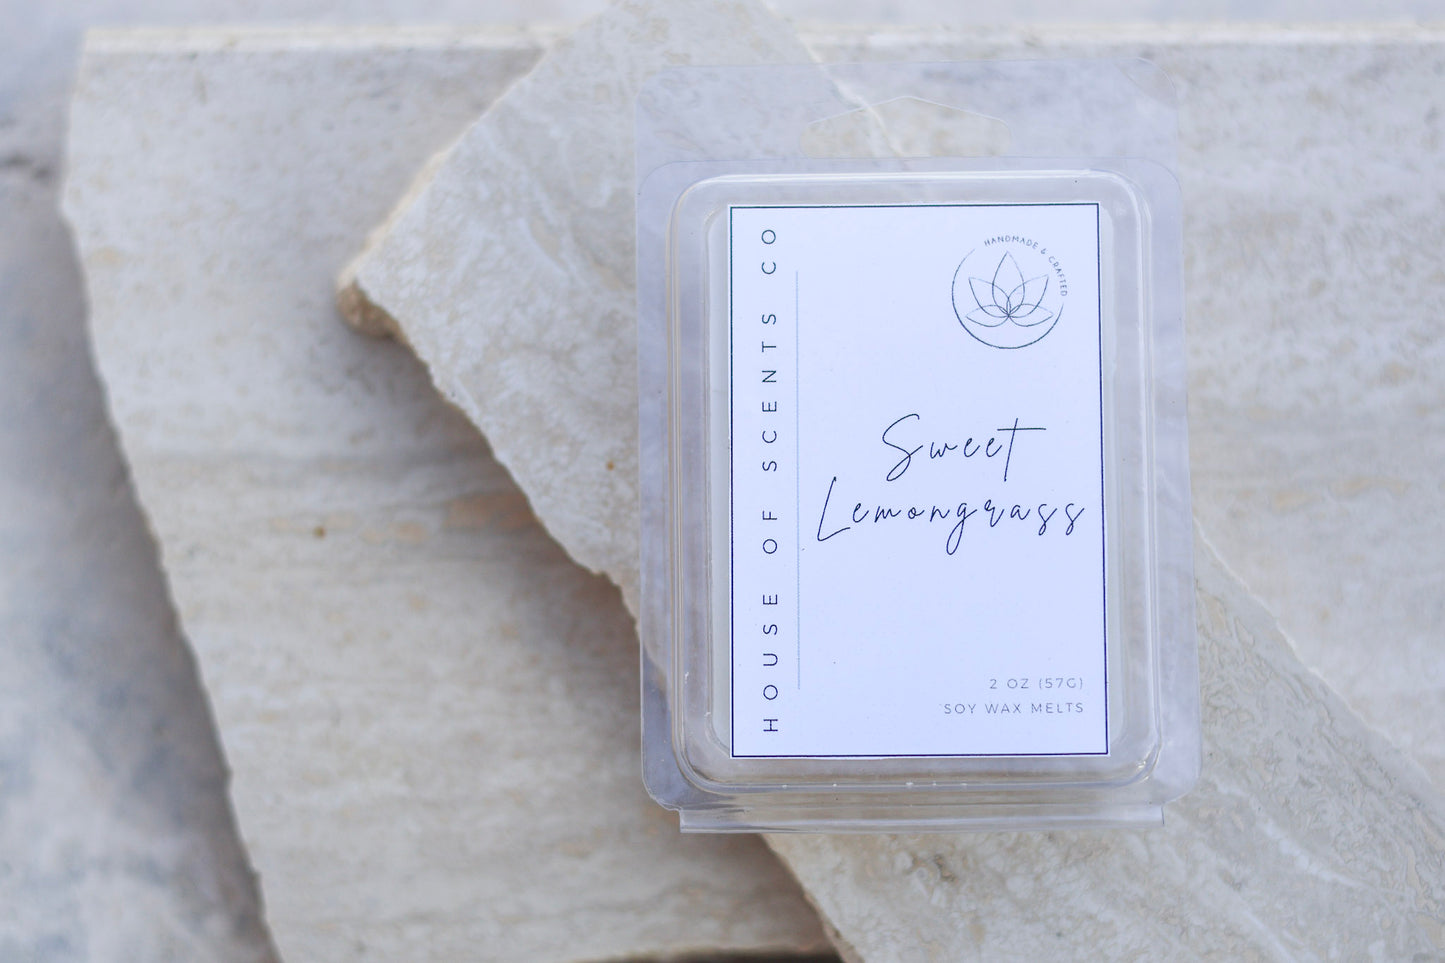 HOUSE OF SCENTS CO
HANDMADE & CRAFTED
Sweet
Lemongrass
2 OZ (57G)
SOY WAX MELTS